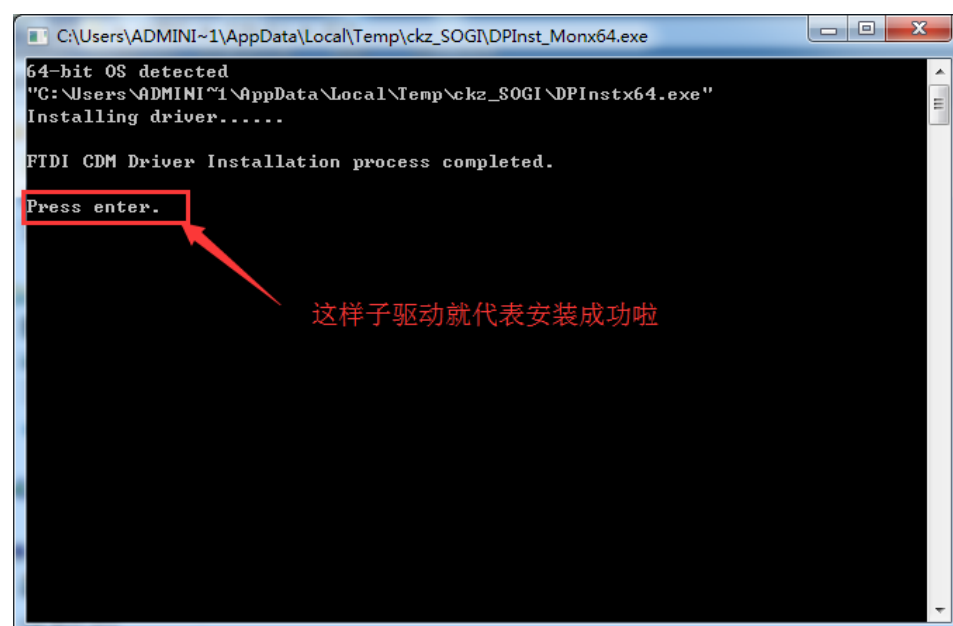 C:\Users\ADMINI~1\AppData\Local\Temp\ckz_SOGI\DPInst_Monx64.exe
64-bit OS detected
"C:\Users\ADMINI~1\AppData\Local\Temp\ckz_SOGI\DPInstx64.exe"
Installing driver......
FTDI CDM Driver Installation process completed.
Press enter.
这样子驱动就代表安装成功啦